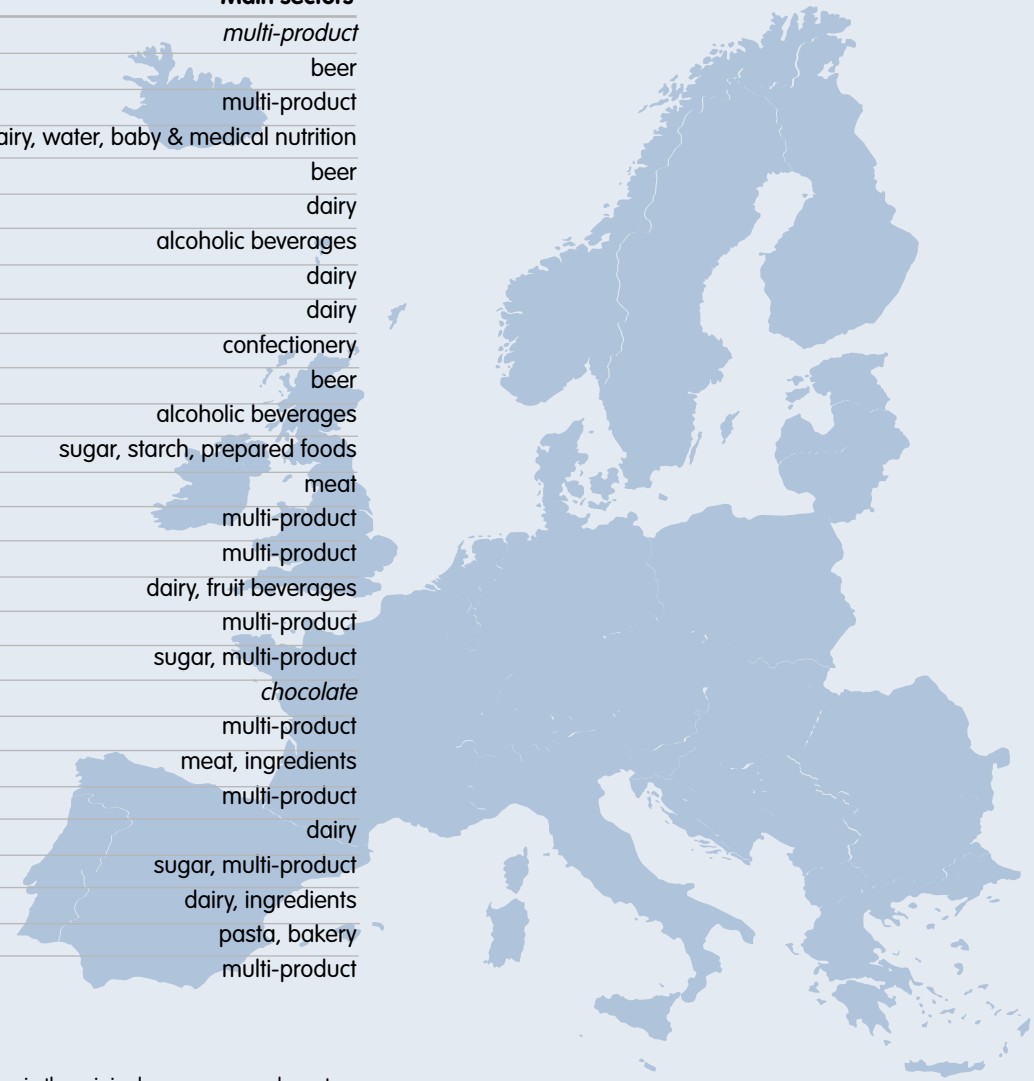 Main sectors
multi-product
beer
multi-product
dairy, water, baby & medical nutrition
beer
dairy
alcoholic beverages
dairy
dairy
confectionery
beer
alcoholic beverages
sugar, starch, prepared foods
meat
multi-product
multi-product
dairy, fruit beverages
multi-product
sugar, multi-product
chocolate
multi-product
meat, ingredients
multi-product
dairy
sugar, multi-product
dairy, ingredients
pasta, bakery
multi-product